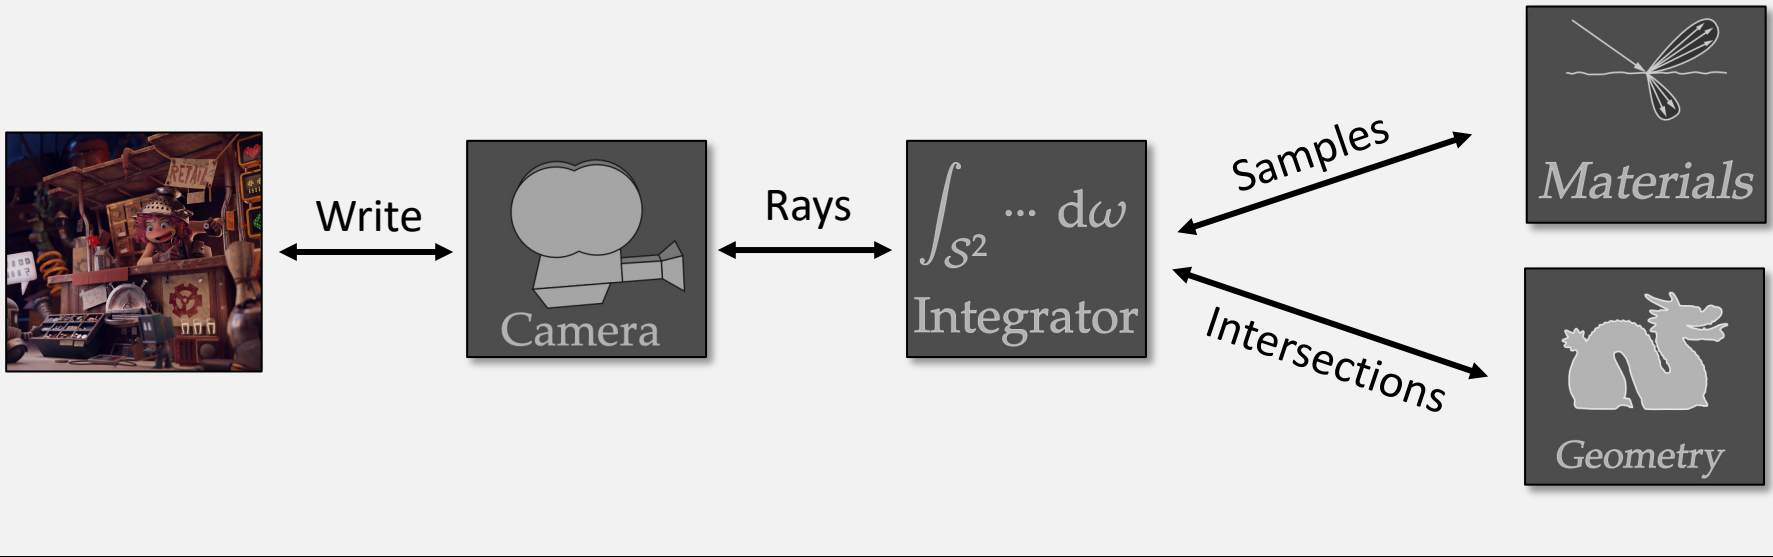 RETAIL
Write
Camera
Rays
∫S² ··· dω
Integrator
Samples
Materials
Intersections
Geometry